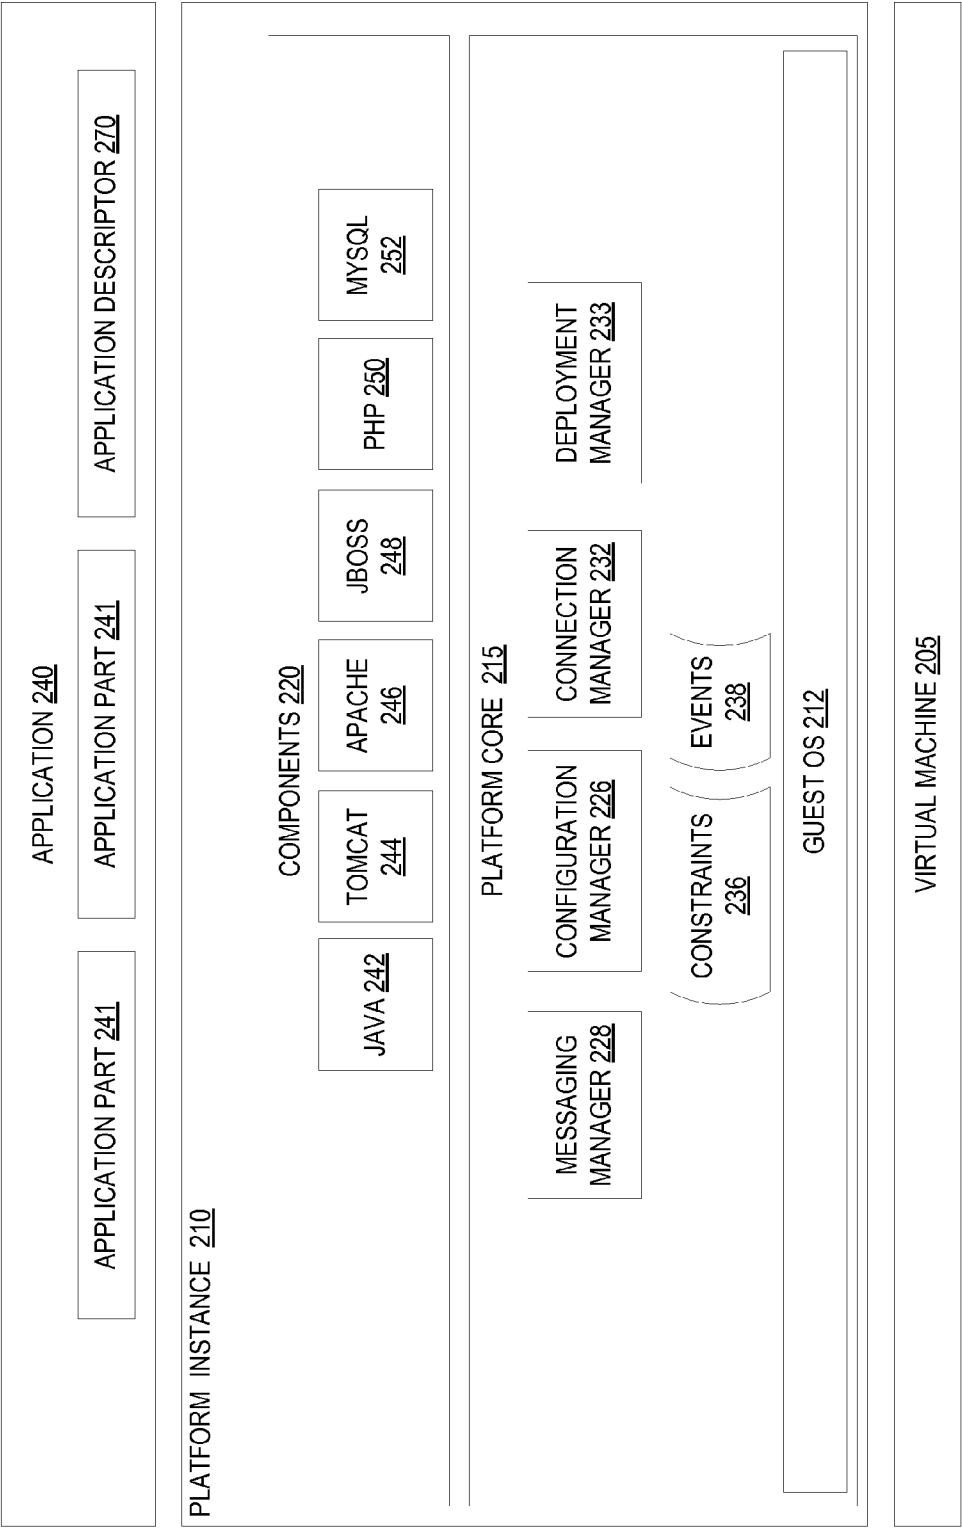 APPLICATION 240
APPLICATION PART 241
APPLICATION PART 241
APPLICATION DESCRIPTOR 270
PLATFORM INSTANCE 210
COMPONENTS 220
JAVA 242
TOMCAT
244
APACHE
246
JBOSS
248
PHP 250
MYSQL
252
PLATFORM CORE 215
MESSAGING
MANAGER 228
CONFIGURATION
MANAGER 226
CONNECTION
MANAGER 232
DEPLOYMENT
MANAGER 233
CONSTRAINTS
236
EVENTS
238
GUEST OS 212
VIRTUAL MACHINE 205